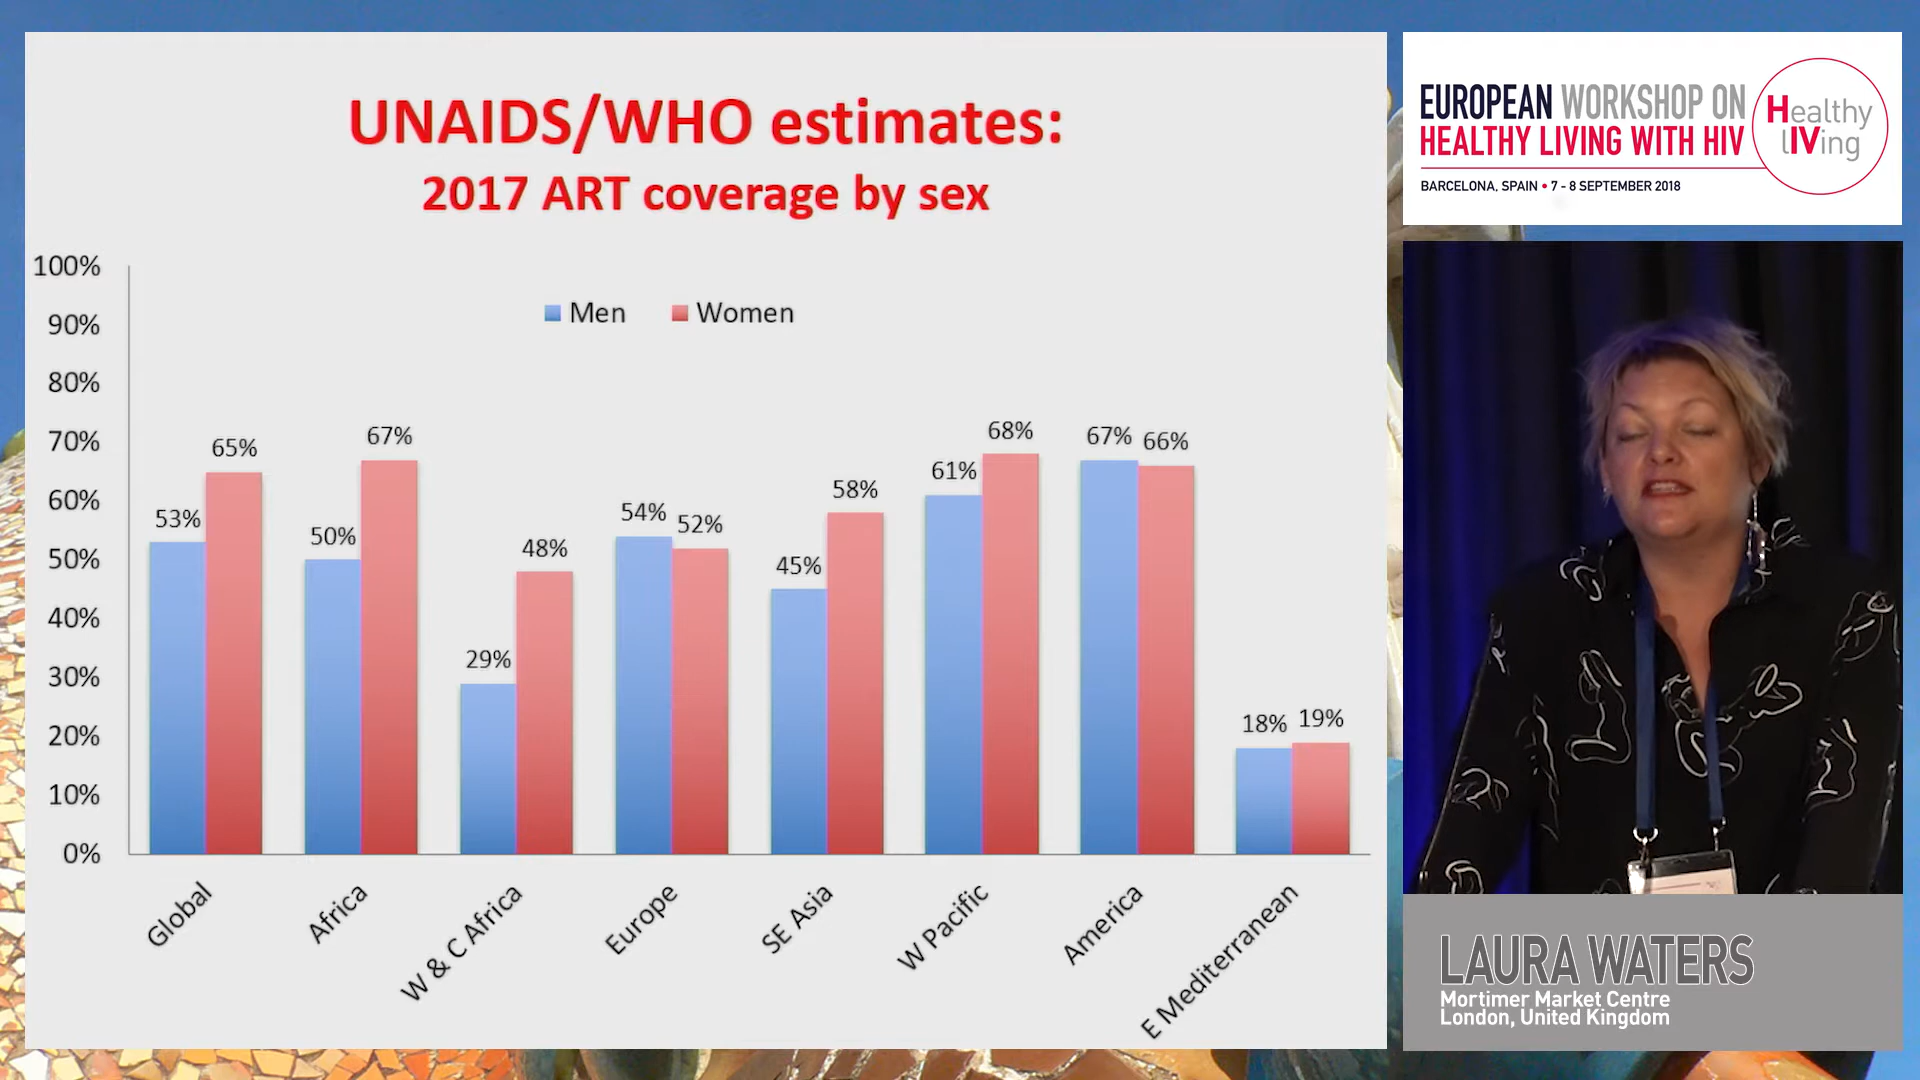 UNAIDS/WHO estimates:
2017 ART coverage by sex
100%
90%
80%
70%
60%
50%
40%
30%
20%
10%
0%
Men Women
53% 65%
50% 67%
29% 48%
54% 52%
45% 58%
61% 68%
67% 66%
18% 19%
Global
Africa
W & C Africa
Europe
SE Asia
W Pacific
America
E Mediterranean
EUROPEAN WORKSHOP ON
HEALTHY LIVING WITH HIV
BARCELONA, SPAIN • 7 - 8 SEPTEMBER 2018
Healthy
lIVing
LAURA WATERS
Mortimer Market Centre
London, United Kingdom